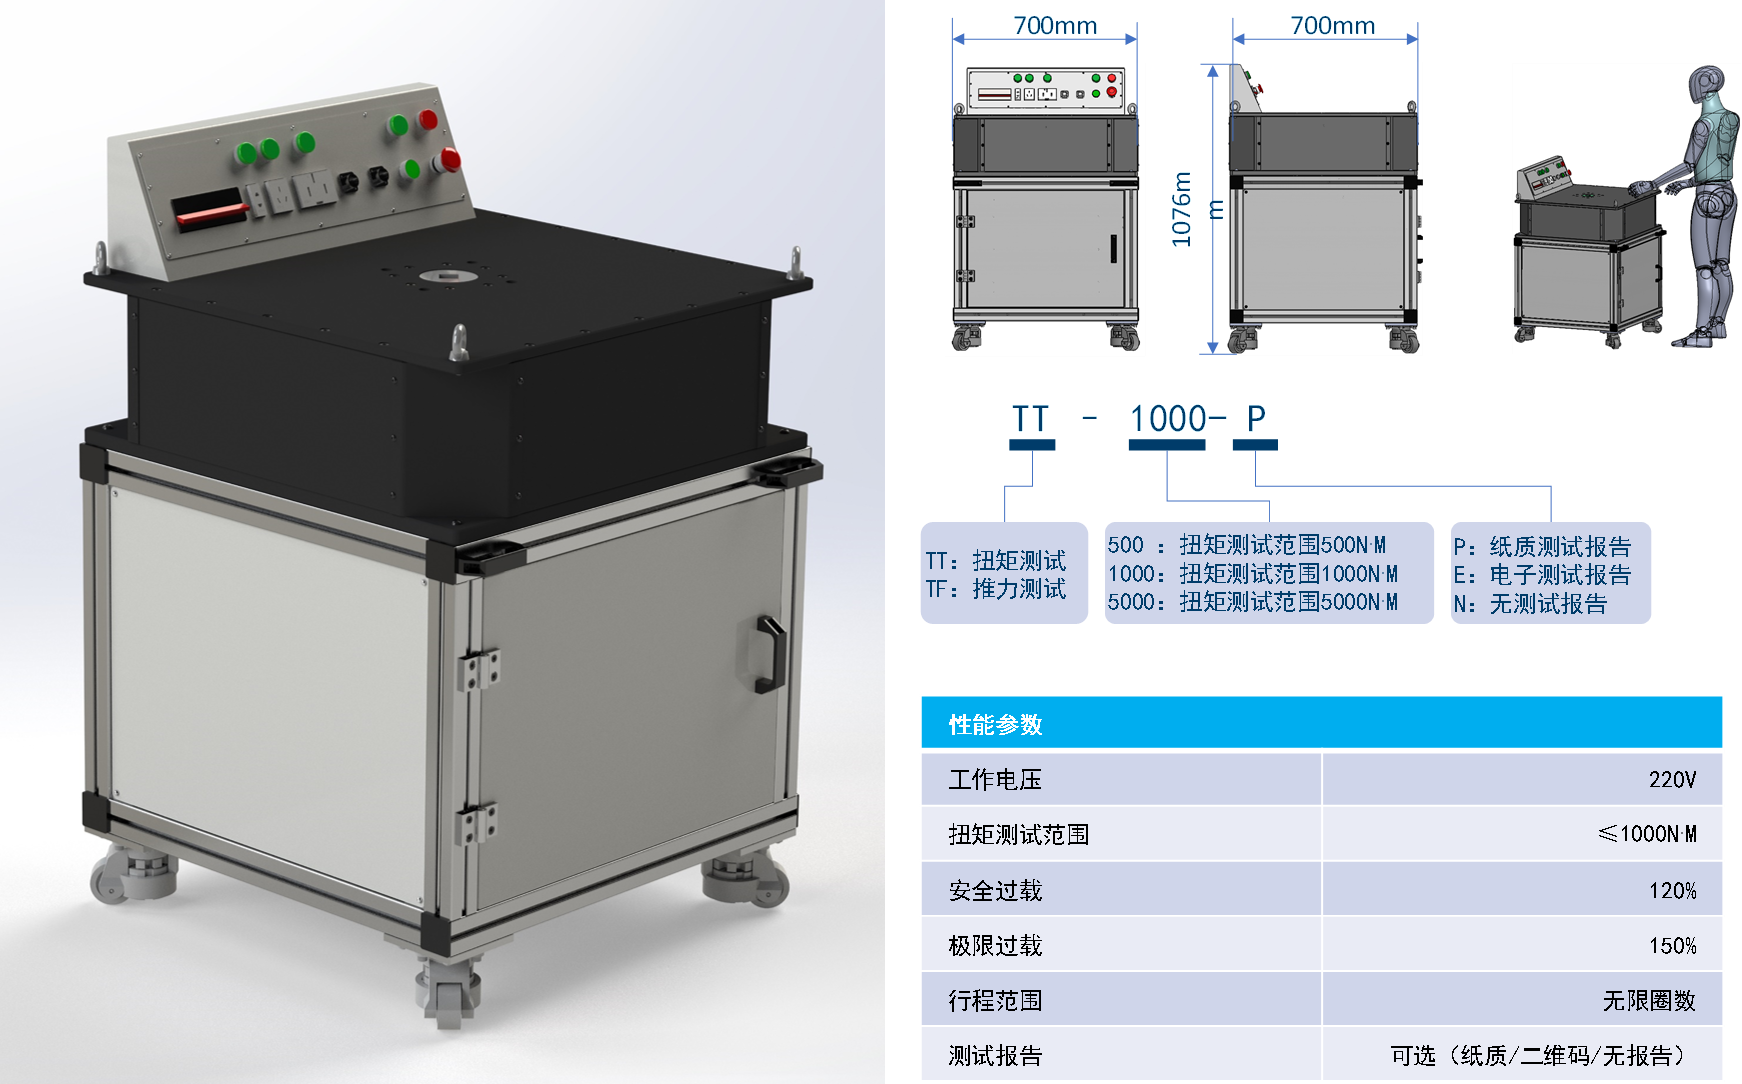 700mm
700mm
1076m
m
TT - 1000- P
TT：扭矩测试
TF：推力测试
500 ：扭矩测试范围500N·M
1000：扭矩测试范围1000N·M
5000：扭矩测试范围5000N·M
P：纸质测试报告
E：电子测试报告
N：无测试报告
性能参数
工作电压 220V
扭矩测试范围 ≤1000N·M
安全过载 120%
极限过载 150%
行程范围 无限圈数
测试报告 可选（纸质/二维码/无报告）